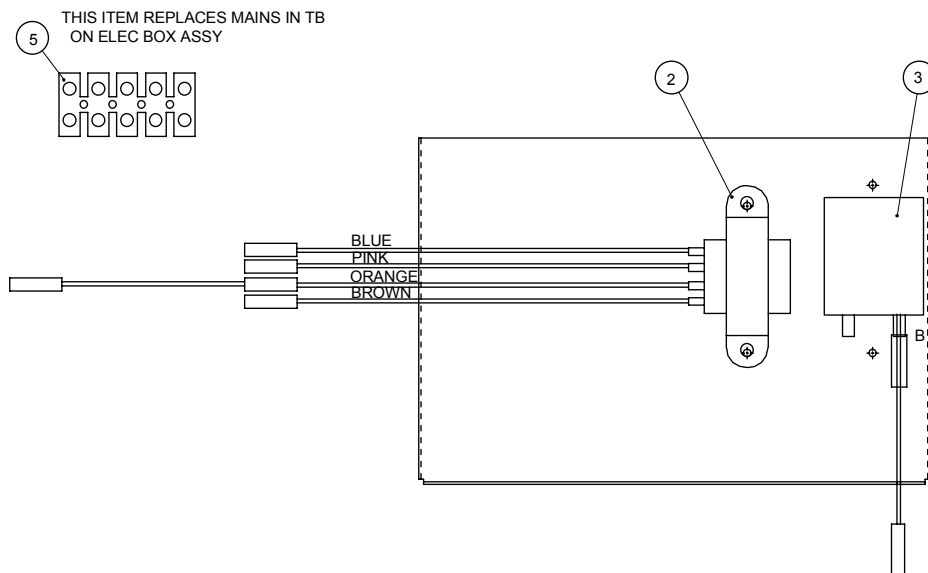 THIS ITEM REPLACES MAINS IN TB
ON ELEC BOX ASSY
5
2
3
BLUE
PINK
ORANGE
BROWN
B